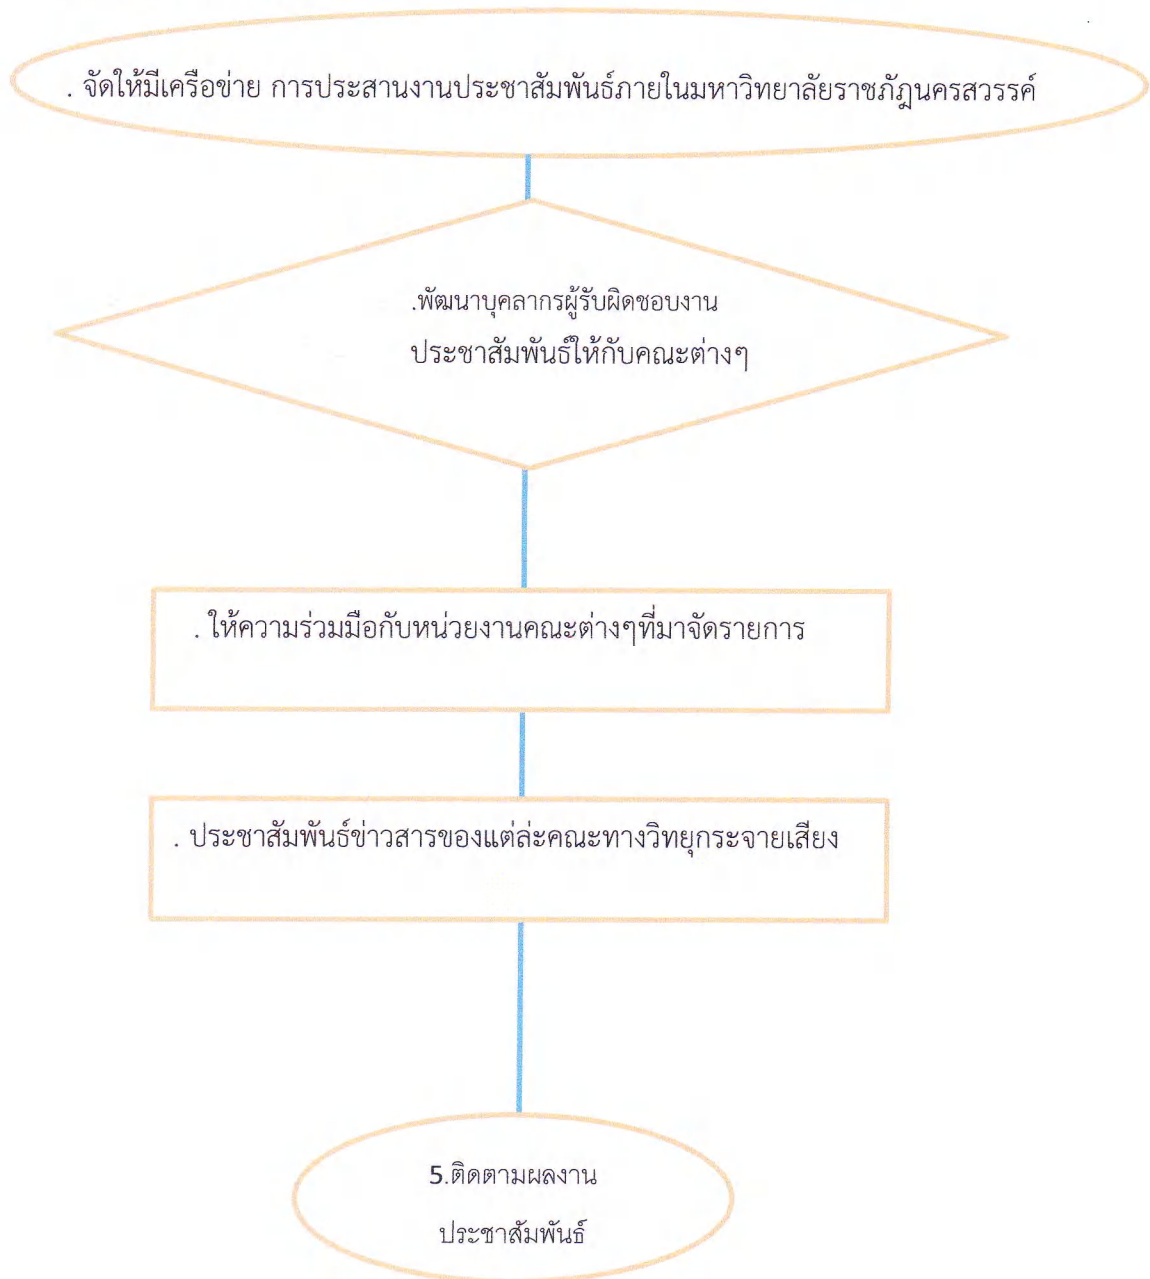 . จัดให้มีเครือข่าย การประสานงานประชาสัมพันธ์ภายในมหาวิทยาลัยราชภัฎนครสวรรค์
.พัฒนาบุคลากรผู้รับผิดชอบงาน
ประชาสัมพันธ์ให้กับคณะต่างๆ
. ให้ความร่วมมือกับหน่วยงานคณะต่างๆที่มาจัดรายการ
. ประชาสัมพันธ์ข่าวสารของแต่ล่ะคณะทางวิทยุกระจายเสียง
5.ติดตามผลงาน
ประชาสัมพันธ์